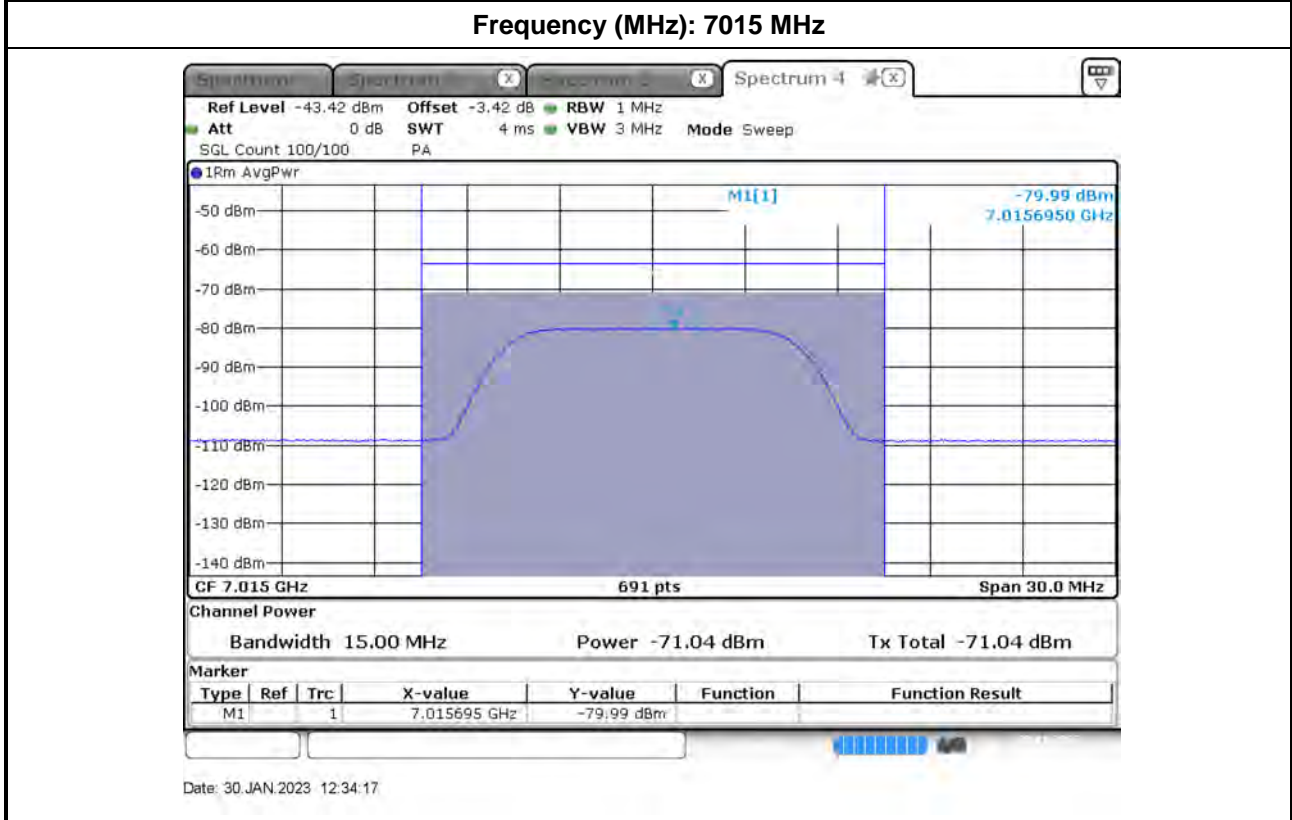 Frequency (MHz): 7015 MHz
Spectrum 4
Ref Level -43.42 dBm Offset -3.42 dB RBW 1 MHz
Att 0 dB SWT 4 ms VBW 3 MHz Mode Sweep
SGL Count 100/100 PA
1Rm AvgPwr
M1[1] -79.99 dBm
7.0156950 GHz
-50 dBm
-60 dBm
-70 dBm
-80 dBm
-90 dBm
-100 dBm
-110 dBm
-120 dBm
-130 dBm
-140 dBm
CF 7.015 GHz 691 pts Span 30.0 MHz
Channel Power
Bandwidth 15.00 MHz Power -71.04 dBm Tx Total -71.04 dBm
Marker
Type Ref Trc X-value Y-value Function Function Result
M1 1 7.015695 GHz -79.99 dBm
Date: 30.JAN.2023 12:34:17